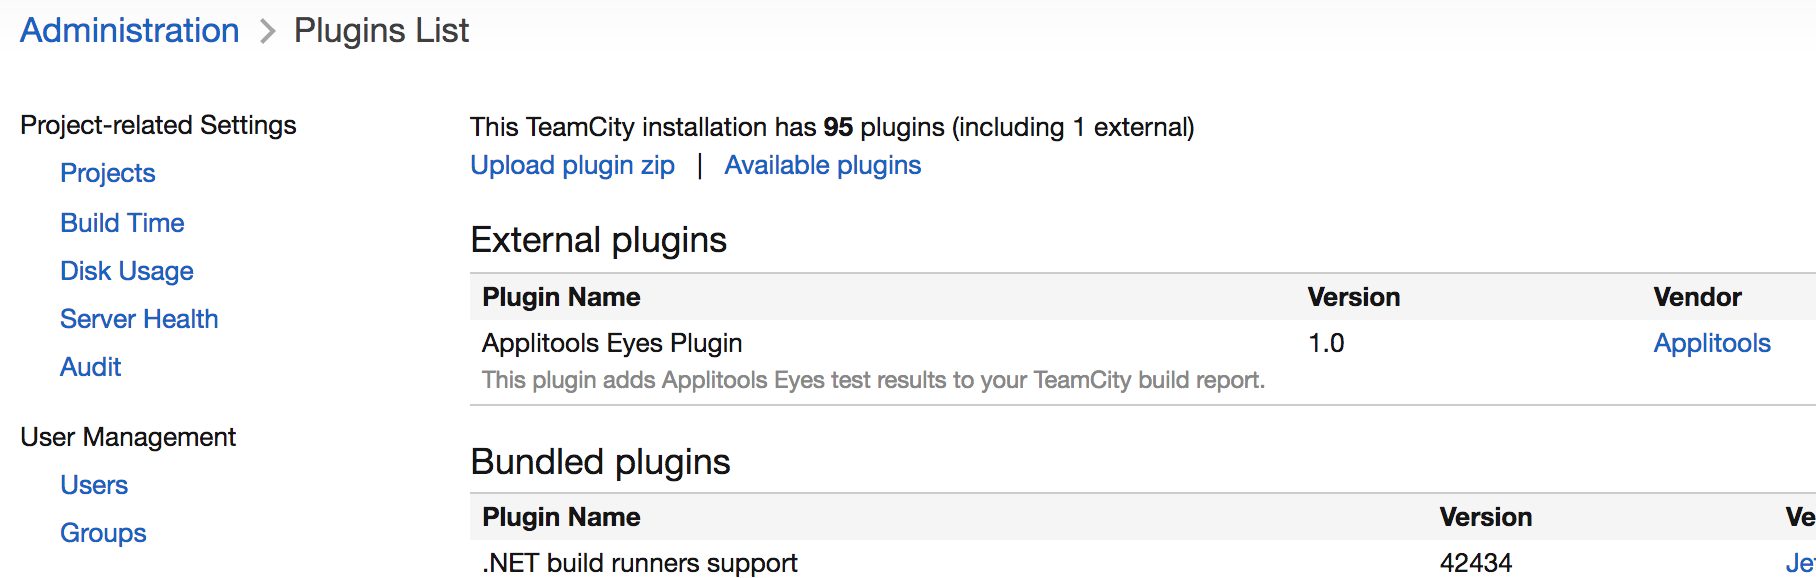 Administration > Plugins List
Project-related Settings
Projects
Build Time
Disk Usage
Server Health
Audit
User Management
Users
Groups
This TeamCity installation has 95 plugins (including 1 external)
Upload plugin zip | Available plugins
External plugins
Plugin Name Version Vendor
Applitools Eyes Plugin 1.0 Applitools
This plugin adds Applitools Eyes test results to your TeamCity build report.
Bundled plugins
Plugin Name Version Ve
.NET build runners support 42434 Je